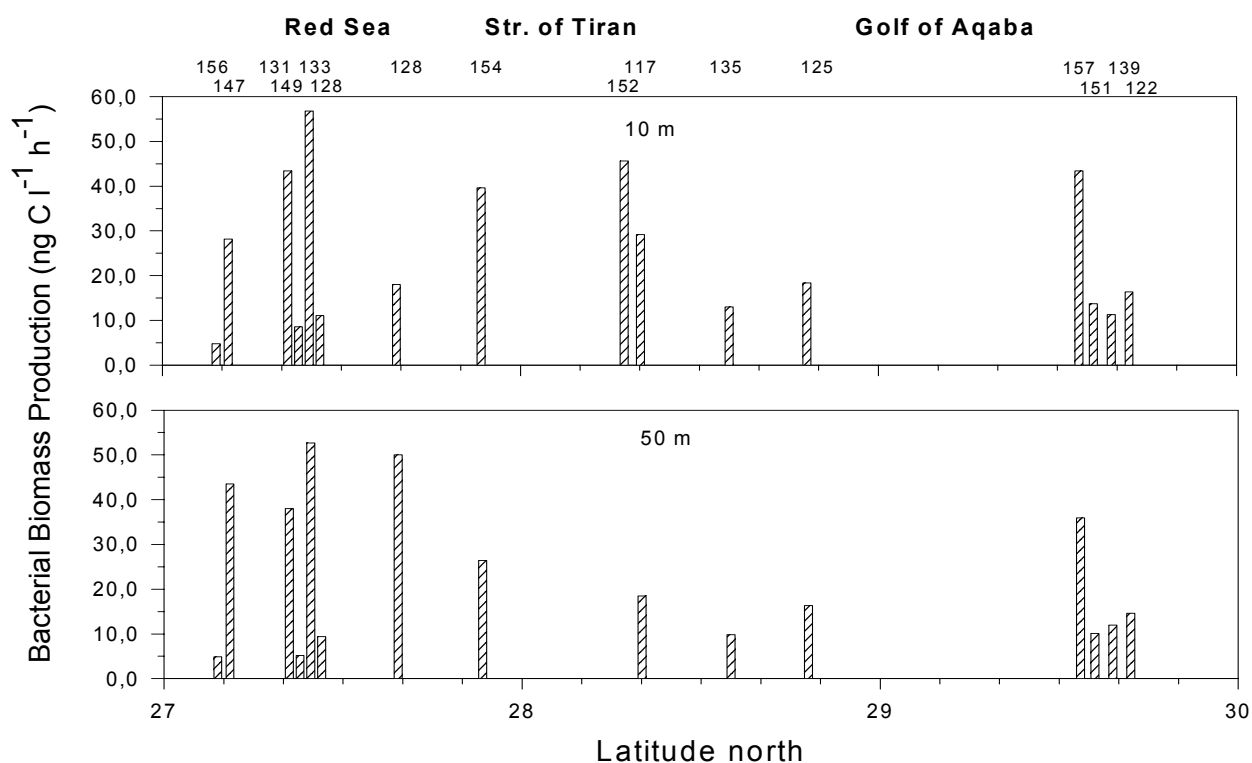 Red Sea Str. of Tiran Golf of Aqaba
156 131 133 128 154 117 135 125 157 139
147 149 128 152 151 122
60,0
50,0
40,0
30,0
20,0
10,0
0,0
10 m
60,0
50,0
40,0
30,0
20,0
10,0
0,0
50 m
27 28 29 30
Latitude north
Bacterial Biomass Production (ng C l-1 h-1)